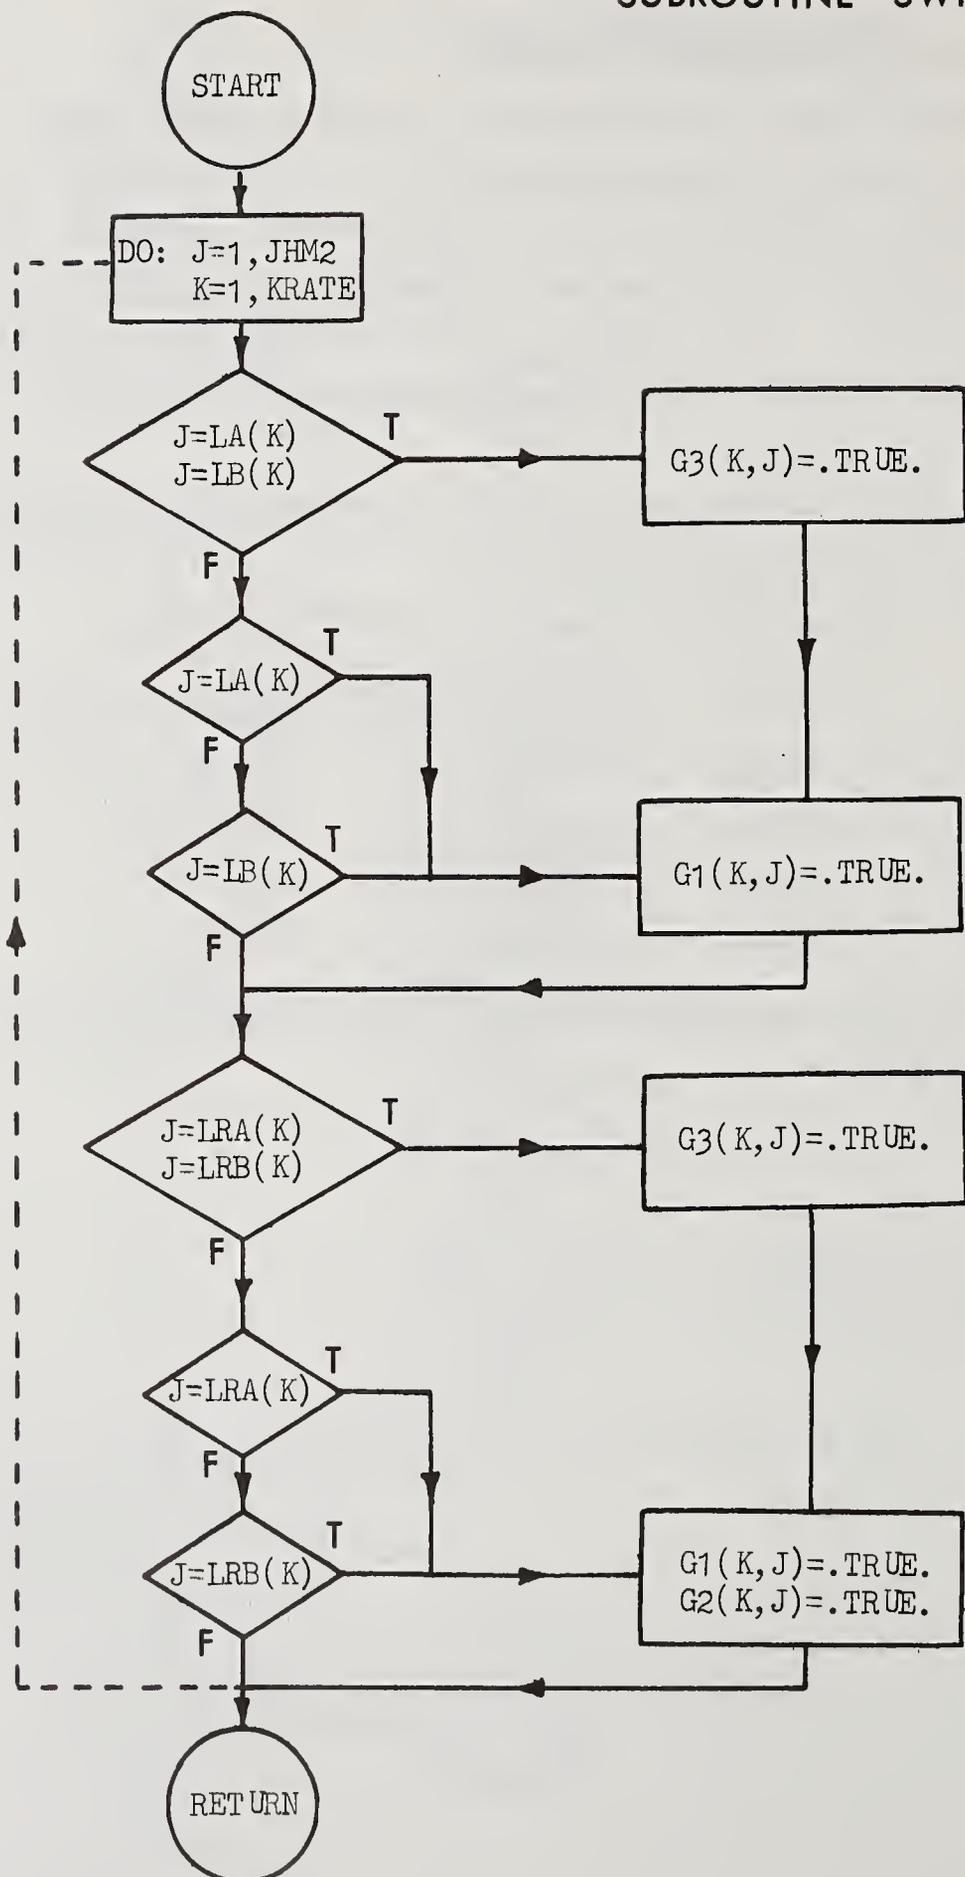 SUBROUTINE
START
DO: J=1,JHM2
K=1,KRATE
J=LA(K)
J=LB(K)
T
G3(K,J)=.TRUE.
F
J=LA(K)
T
F
J=LB(K)
T
G1(K,J)=.TRUE.
F
J=LRA(K)
J=LRB(K)
T
G3(K,J)=.TRUE.
F
J=LRA(K)
T
F
J=LRB(K)
T
G1(K,J)=.TRUE.
G2(K,J)=.TRUE.
F
RETURN